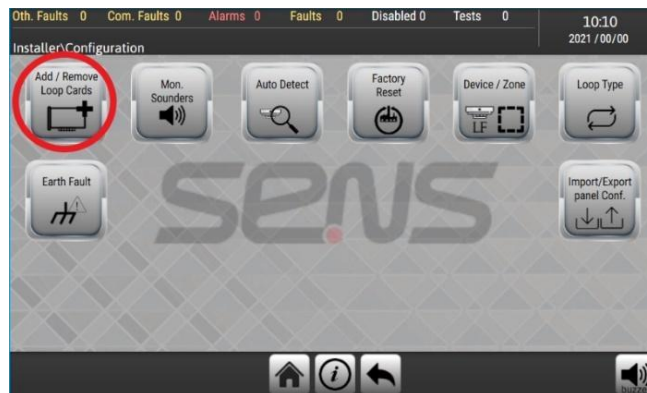 Oth. Faults 0 Com. Faults 0 Alarms 0 Faults 0 Disabled 0 Tests 0
10:10
2021 / 00/00
Installer\Configuration
Add / Remove
Loop Cards
Mon.
Sounders
Auto Detect
Factory
Reset
Device / Zone
LF
Loop Type
Earth Fault
Import/Export
panel Conf.
SENS
i
buzze